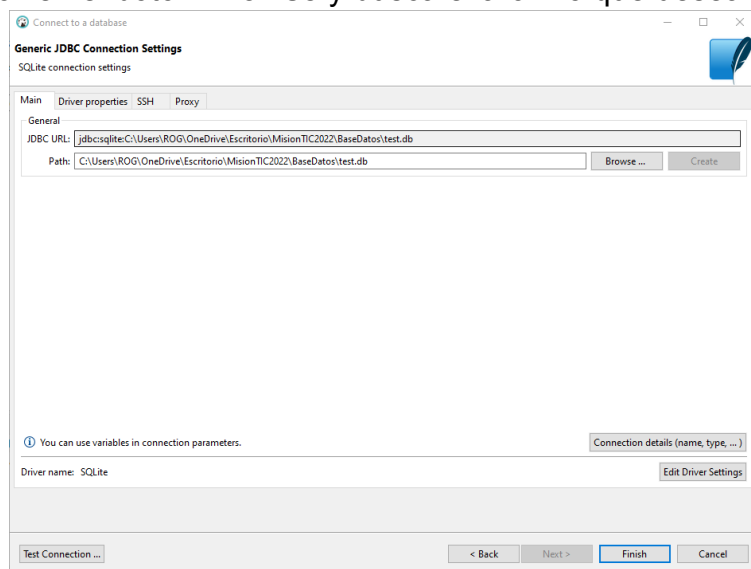 Connect to a database
Generic JDBC Connection Settings
SQLite connection settings
Main Driver properties SSH Proxy
General
JDBC URL: jdbc:sqlite:C:\Users\ROG\OneDrive\Escritorio\MisionTIC2022\BaseDatos\test.db
Path: C:\Users\ROG\OneDrive\Escritorio\MisionTIC2022\BaseDatos\test.db Browse ... Create
You can use variables in connection parameters. Connection details (name, type, ... )
Driver name: SQLite Edit Driver Settings
Test Connection ... < Back Next > Finish Cancel